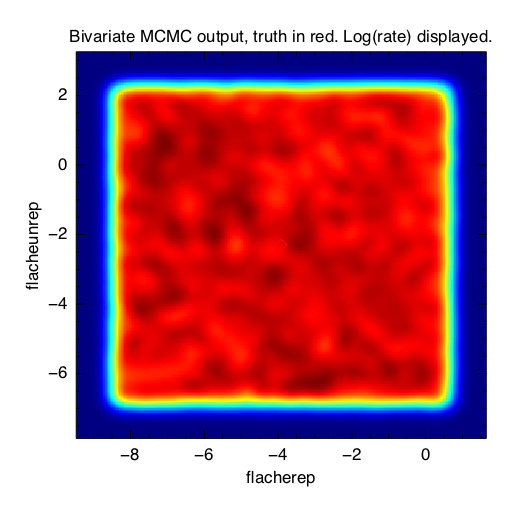 Bivariate MCMC output, truth in red. Log(rate) displayed.
2
0
−2
−4
−6
flacheunrep
−8 −6 −4 −2 0
flacherep